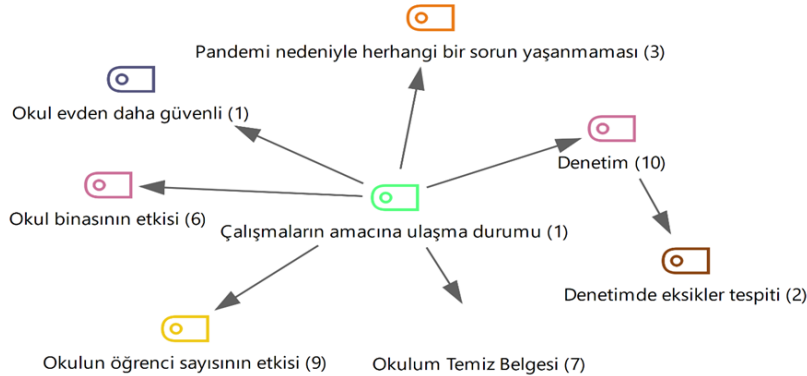 Pandemi nedeniyle herhangi bir sorun yaşanmaması (3)
Okul evden daha güvenli (1)
Denetim (10)
Okul binasının etkisi (6)
Çalışmaların amacına ulaşma durumu (1)
Denetimde eksikler tespiti (2)
Okulun öğrenci sayısının etkisi (9)
Okulum Temiz Belgesi (7)